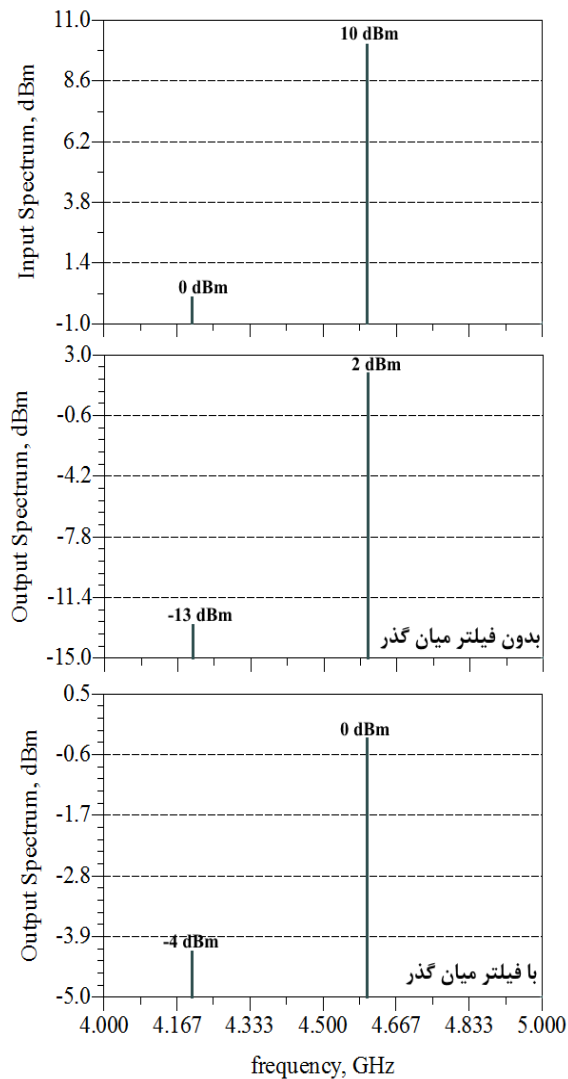 Input Spectrum, dBm
11.0
8.6
6.2
3.8
1.4
-1.0
10 dBm
0 dBm
Output Spectrum, dBm
3.0
-0.6
-4.2
-7.8
-11.4
-15.0
2 dBm
-13 dBm
بدون فیلتر میان گذر
Output Spectrum, dBm
0.5
-0.6
-1.7
-2.8
-3.9
-5.0
0 dBm
-4 dBm
با فیلتر میان گذر
4.000 4.167 4.333 4.500 4.667 4.833 5.000
frequency, GHz